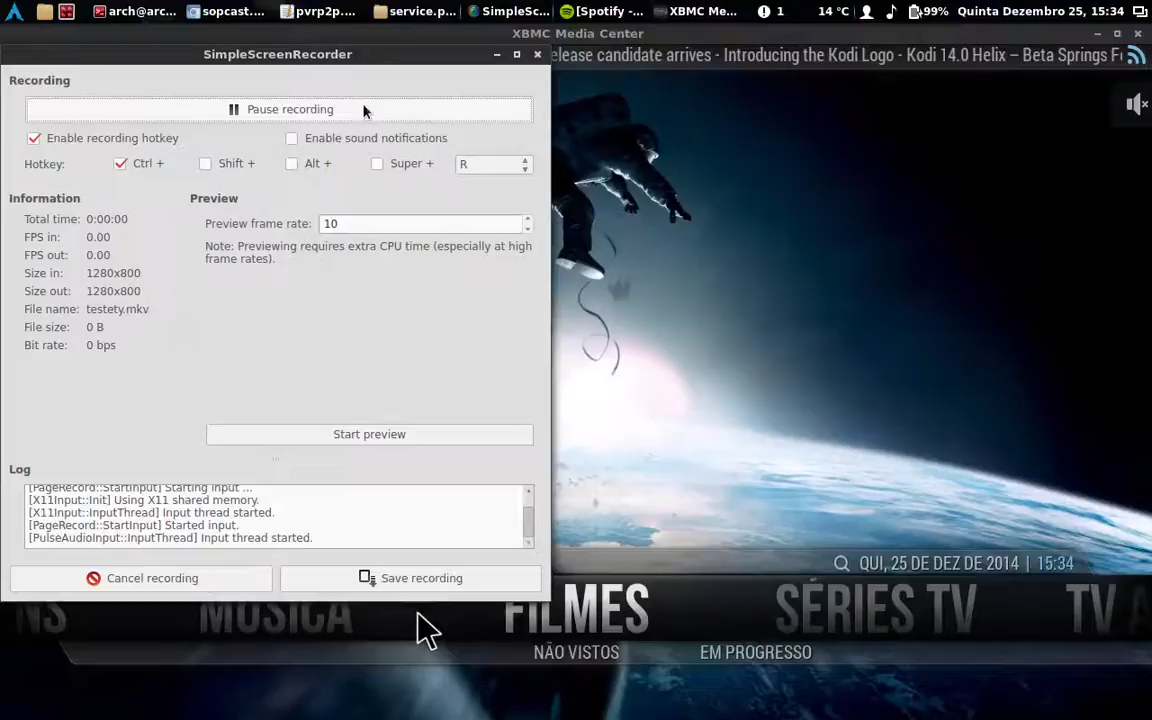 arch@arc... sopcast.... pvrp2p.... service.p... SimpleSc... [Spotify -... XBMC Me... 1 14 °C 99% Quinta Dezembro 25, 15:34
XBMC Media Center
SimpleScreenRecorder
elease candidate arrives - Introducing the Kodi Logo - Kodi 14.0 Helix – Beta Springs F
Recording
Pause recording
Enable recording hotkey
Enable sound notifications
Hotkey: Ctrl + Shift + Alt + Super + R
Information
Total time: 0:00:00
FPS in: 0.00
FPS out: 0.00
Size in: 1280x800
Size out: 1280x800
File name: testety.mkv
File size: 0 B
Bit rate: 0 bps
Preview
Preview frame rate: 10
Note: Previewing requires extra CPU time (especially at high
frame rates).
Start preview
Log
[PageRecord::StartInput] Starting input ...
[X11Input::Init] Using X11 shared memory.
[X11Input::InputThread] Input thread started.
[PageRecord::StartInput] Started input.
[PulseAudioInput::InputThread] Input thread started.
Cancel recording
Save recording
QUI, 25 DE DEZ DE 2014 | 15:34
NS MÚSICA FILMES SÉRIES TV TV A
NÃO VISTOS EM PROGRESSO